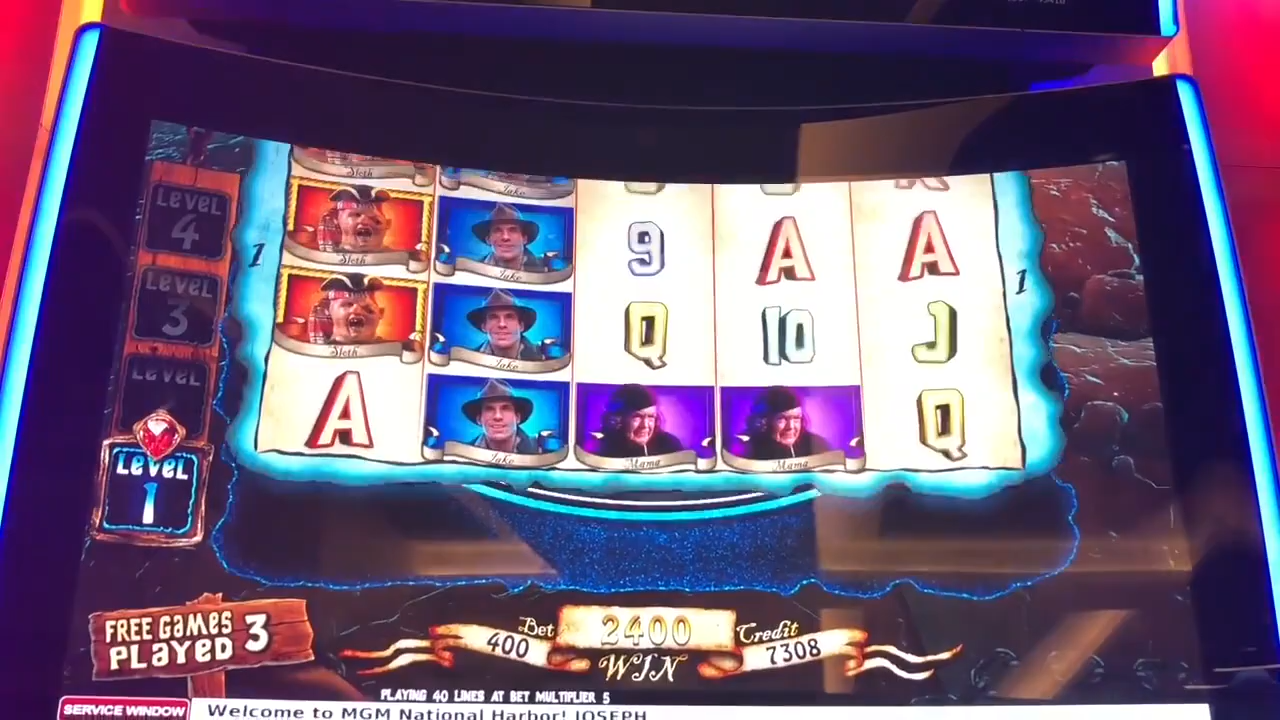 Sloth
Jake
Sloth
Jake
9
A
A
LEVEL
4
1
1
LEVEL
3
Sloth
Jake
Q
10
J
LEVEL
A
Jake
Mama
Mama
Q
LEVEL
1
FREE GAMES
PLAYED 3
Bet
400
2400
WIN
Credit
7308
PLAYING 40 LINES AT BET MULTIPLIER 5
SERVICE WINDOW
Welcome to MGM National Harbor! JOSEPH